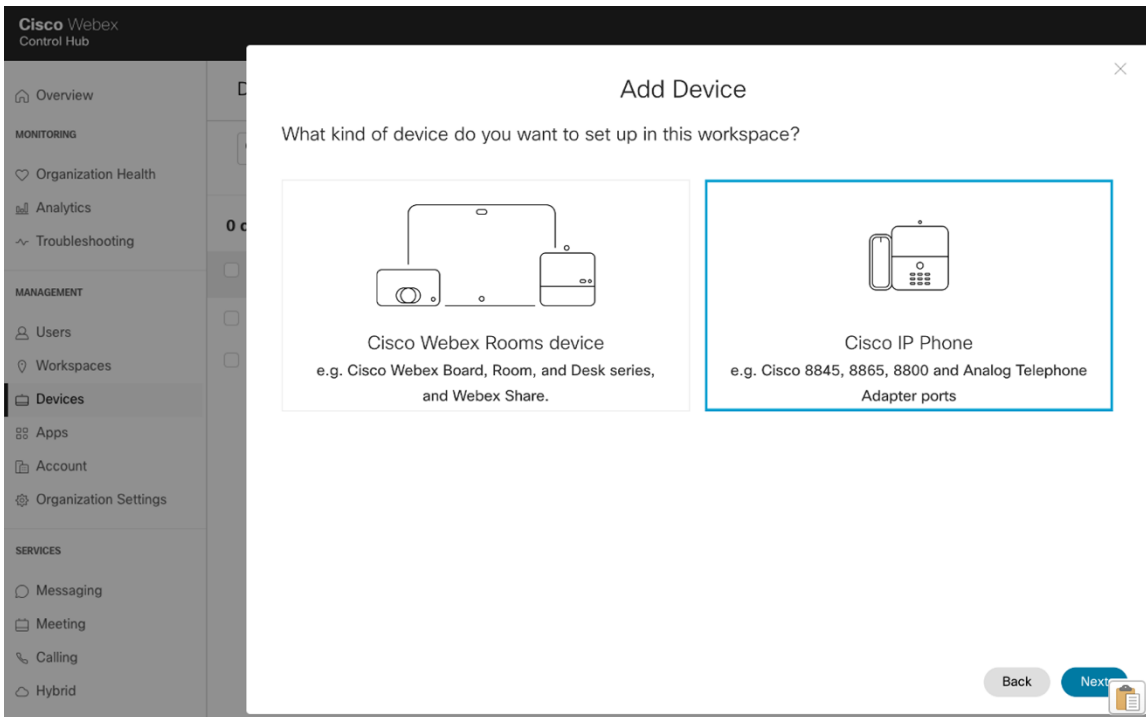 Cisco Webex
Control Hub
Overview
MONITORING
Organization Health
Analytics
Troubleshooting
MANAGEMENT
Users
Workspaces
Devices
Apps
Account
Organization Settings
SERVICES
Messaging
Meeting
Calling
Hybrid
D
0 d
Add Device
What kind of device do you want to set up in this workspace?
Cisco Webex Rooms device
e.g. Cisco Webex Board, Room, and Desk series,
and Webex Share.
Cisco IP Phone
e.g. Cisco 8845, 8865, 8800 and Analog Telephone
Adapter ports
Back
Next